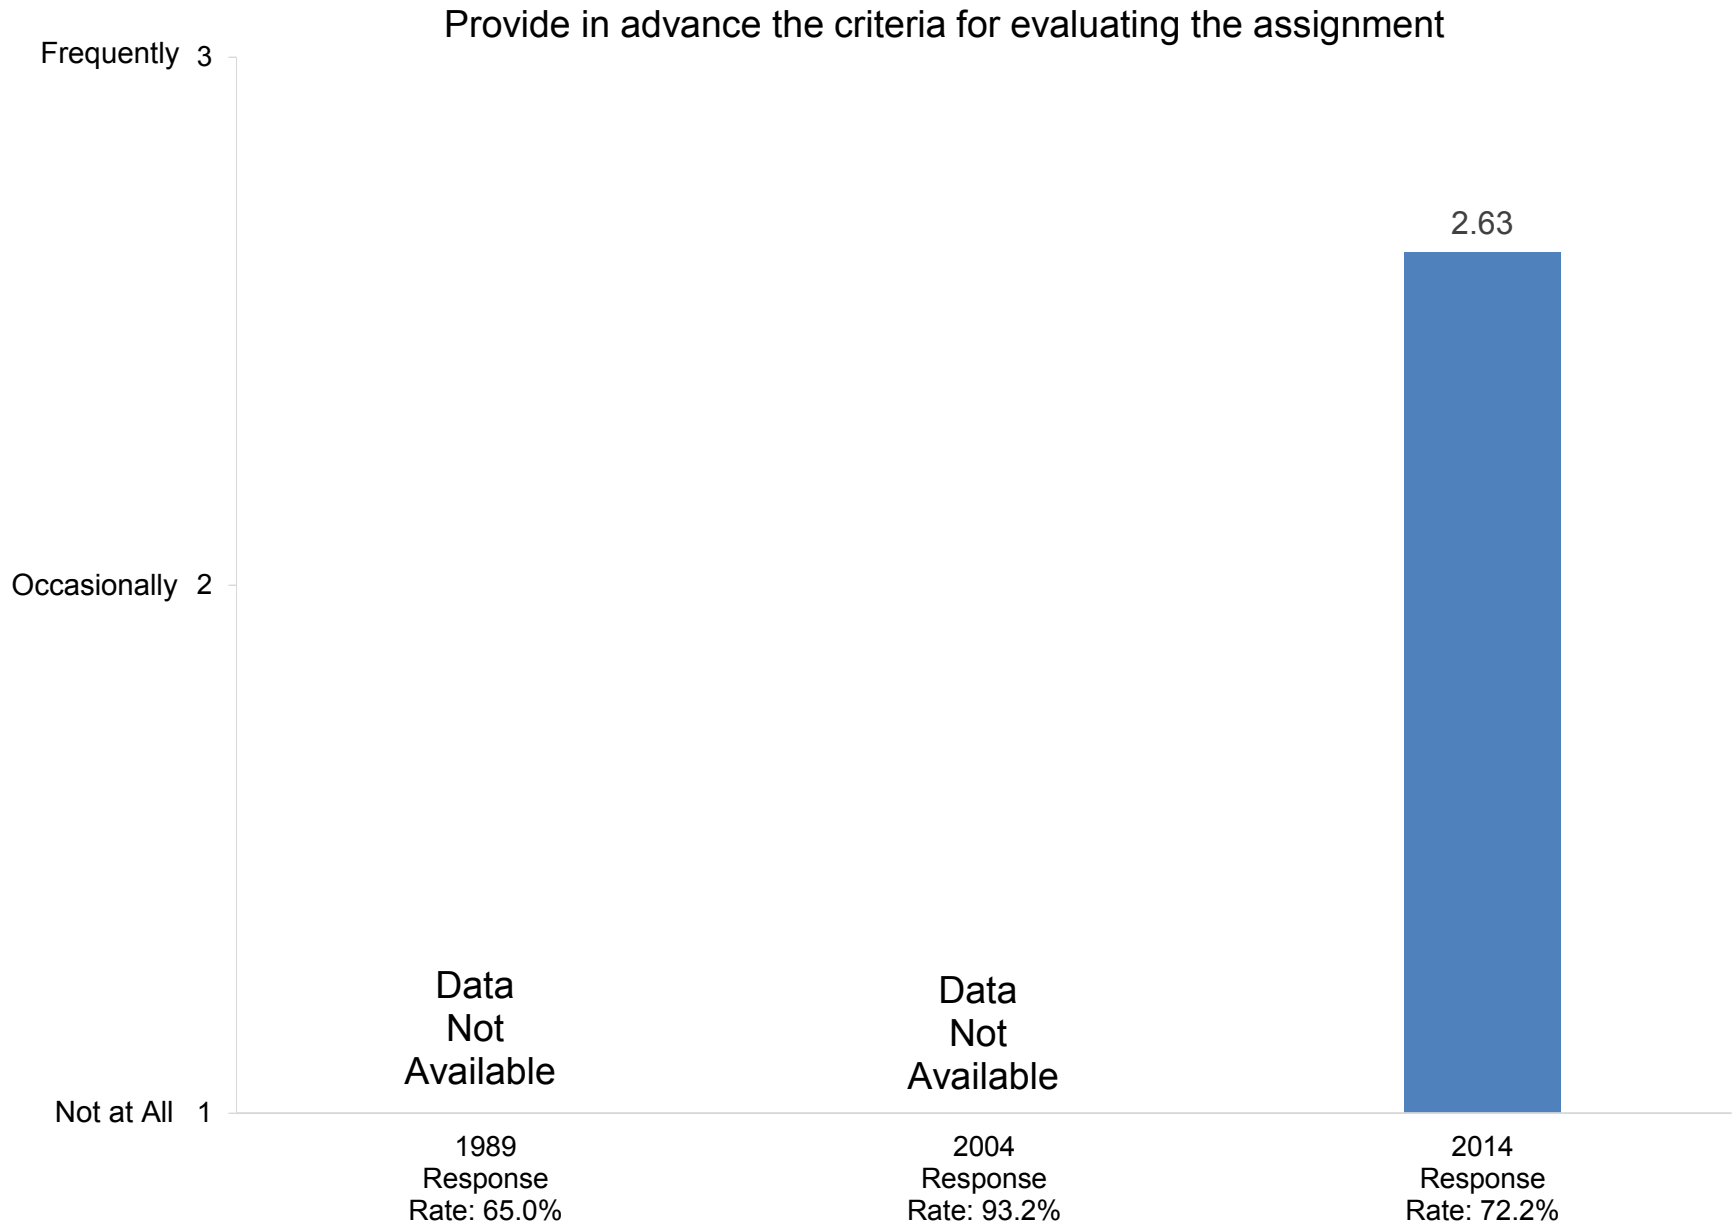 Provide in advance the criteria for evaluating the assignment
Frequently 3
2.63
Occasionally 2
Data
Not
Available
Data
Not
Available
Not at All 1
1989
Response
Rate: 65.0%
2004
Response
Rate: 93.2%
2014
Response
Rate: 72.2%